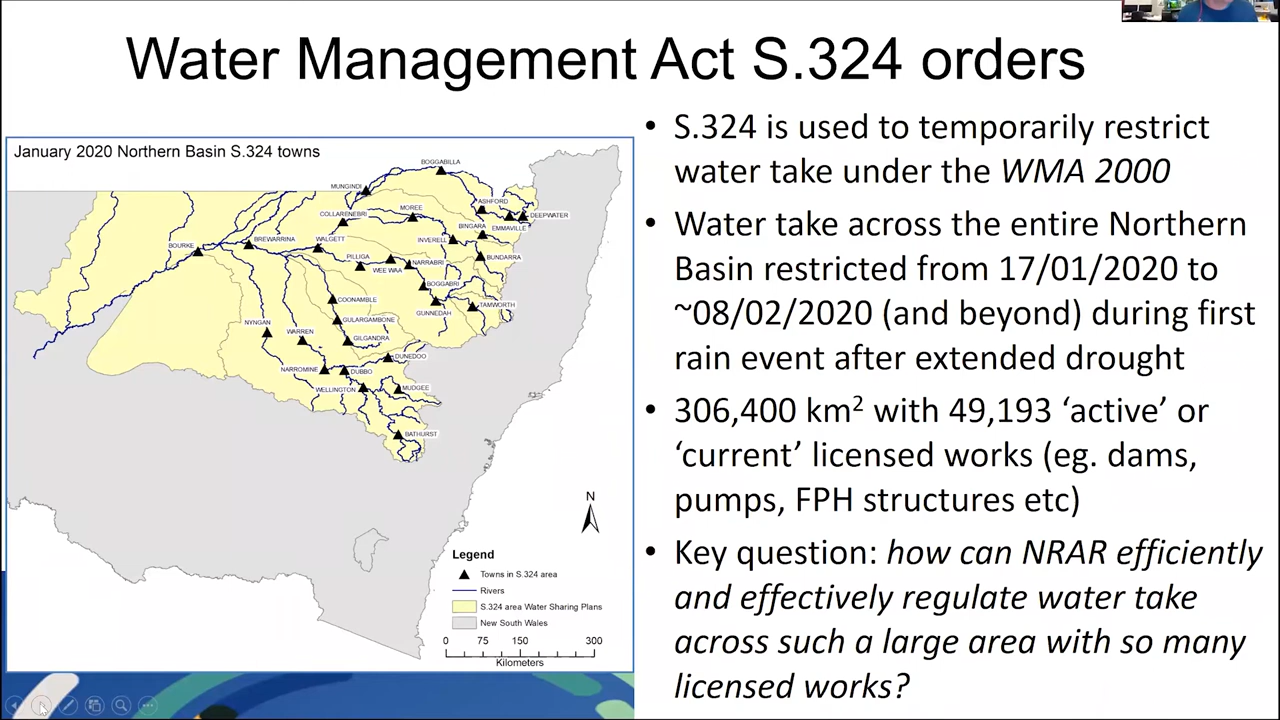 Water Management Act S.324 orders
January 2020 Northern Basin S.324 towns
BOGGABILLA
MUNGINDI
ASHFORD
COLLARENEBRI
MOREE
DEEPWATER
BINGARA
EMMAVILLE
BOURKE
BREWARRINA
WALGETT
INVERELL
PILLIGA
BUNDARRA
WEE WAA
NARRABRI
BOGGABRI
COONAMBLE
TAMWORTH
GUNNEDAH
NYNGAN
GULARGAMBONE
WARREN
GILGANDRA
DUNEDOO
NARROMINE
DUBBO
WELLINGTON
MUDGEE
BATHURST
N
Legend
Towns in S.324 area
Rivers
S.324 area Water Sharing Plans
New South Wales
0 75 150 300
Kilometers
• S.324 is used to temporarily restrict
water take under the WMA 2000
• Water take across the entire Northern
Basin restricted from 17/01/2020 to
~08/02/2020 (and beyond) during first
rain event after extended drought
• 306,400 km² with 49,193 ‘active’ or
‘current’ licensed works (eg. dams,
pumps, FPH structures etc)
• Key question: how can NRAR efficiently
and effectively regulate water take
across such a large area with so many
licensed works?